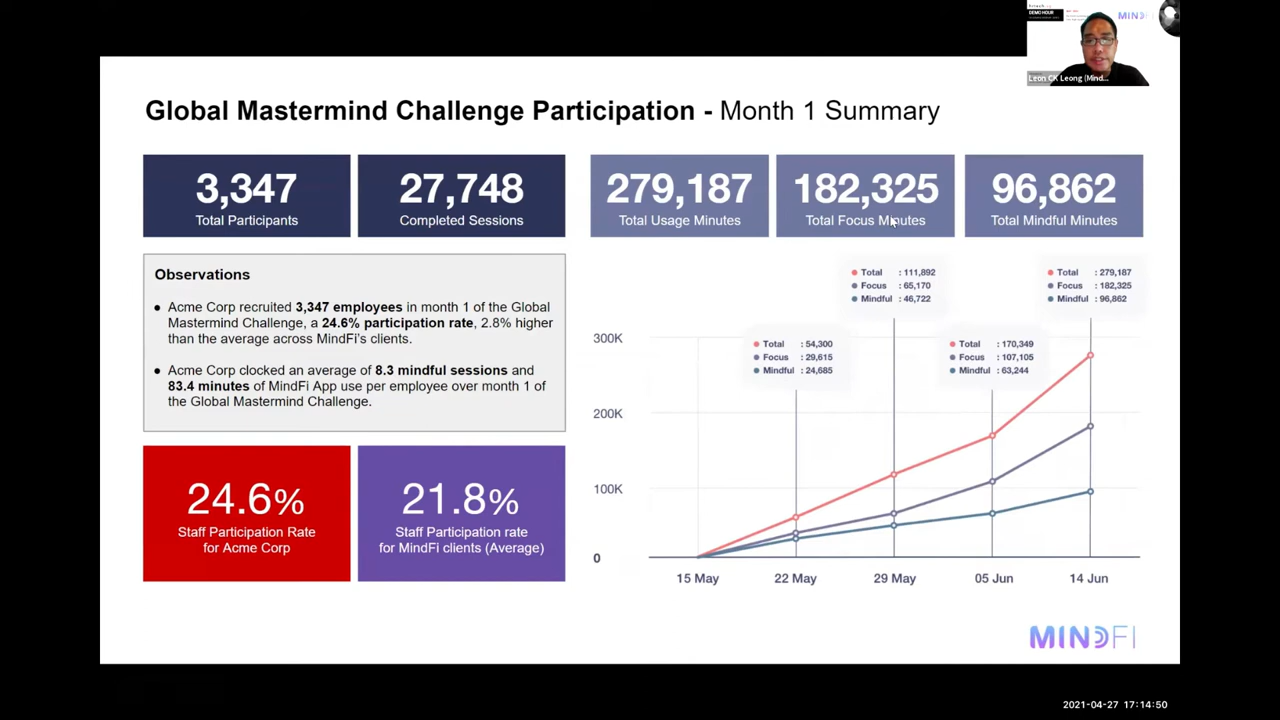 DEMO HOUR
MINDFI
Leon CK Leong (Mind...
Global Mastermind Challenge Participation - Month 1 Summary
3,347
Total Participants
27,748
Completed Sessions
279,187
Total Usage Minutes
182,325
Total Focus Minutes
96,862
Total Mindful Minutes
Observations
● Acme Corp recruited 3,347 employees in month 1 of the Global
Mastermind Challenge, a 24.6% participation rate, 2.8% higher
than the average across MindFi's clients.
● Acme Corp clocked an average of 8.3 mindful sessions and
83.4 minutes of MindFi App use per employee over month 1 of
the Global Mastermind Challenge.
24.6%
Staff Participation Rate
for Acme Corp
21.8%
Staff Participation rate
for MindFi clients (Average)
Total : 111,892
Focus : 65,170
Mindful : 46,722
Total : 279,187
Focus : 182,325
Mindful : 96,862
Total : 54,300
Focus : 29,615
Mindful : 24,685
Total : 170,349
Focus : 107,105
Mindful : 63,244
300K
200K
100K
0
15 May 22 May 29 May 05 Jun 14 Jun
MINDFI
2021-04-27 17:14:50